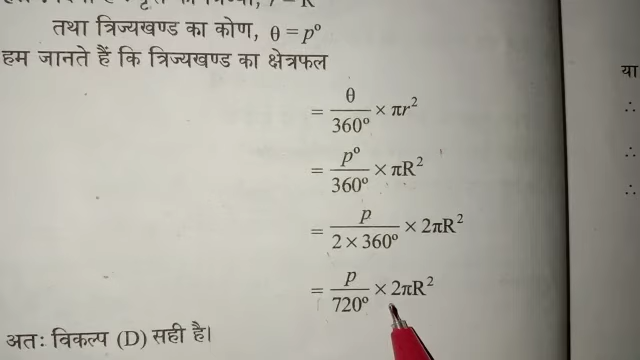 तथा त्रिज्यखण्ड का कोण, θ = p°
हम जानते हैं कि त्रिज्यखण्ड का क्षेत्रफल
= θ/360° × πr²
= p°/360° × πR²
= p/(2 × 360°) × 2πR²
= p/720° × 2πR²
अतः विकल्प (D) सही है।
या
∴
∴
∴